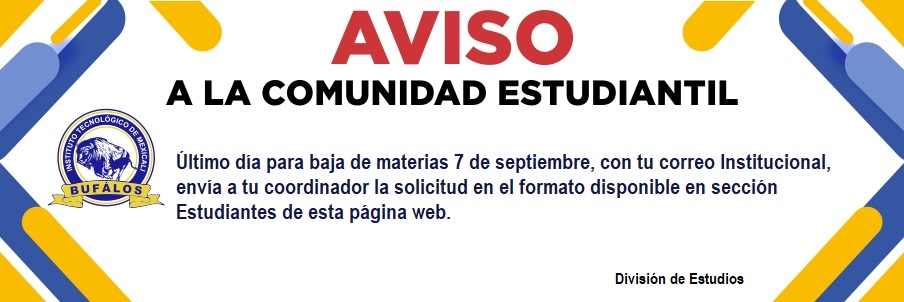 AVISO
A LA COMUNIDAD ESTUDIANTIL
INSTITUTO TECNOLÓGICO DE MEXICALI
BUFÁLOS
Último día para baja de materias 7 de septiembre, con tu correo Institucional,
envía a tu coordinador la solicitud en el formato disponible en sección
Estudiantes de esta página web.
División de Estudios